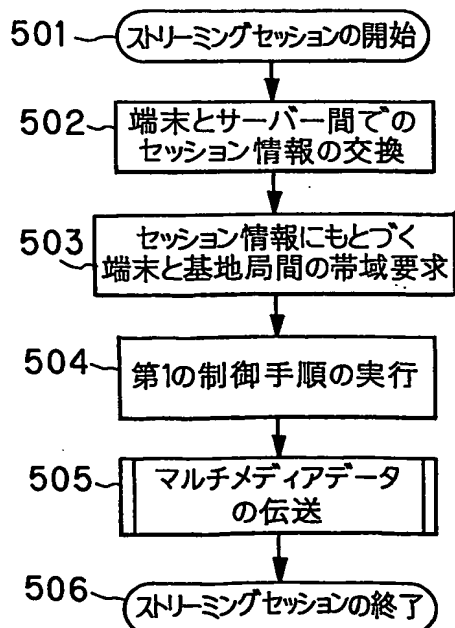 501
ストリーミングセッションの開始
502
端末とサーバー間での
セッション情報の交換
503
セッション情報にもとづく
端末と基地局間の帯域要求
504
第1の制御手順の実行
505
マルチメディアデータ
の伝送
506
ストリーミングセッションの終了